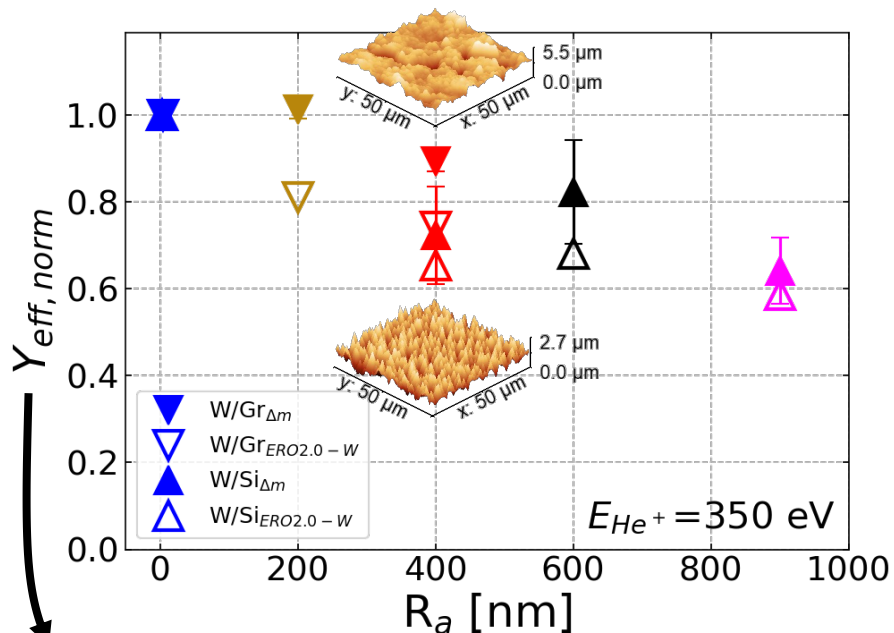 5.5 µm
0.0 µm
y: 50 µm
x: 50 µm
2.7 µm
0.0 µm
y: 50 µm
x: 50 µm
Y_eff, norm
1.0
0.8
0.6
0.4
0.2
0.0
W/Gr_Δm
W/Gr_ERO2.0−W
W/Si_Δm
W/Si_ERO2.0−W
E_He⁺=350 eV
0 200 400 600 800 1000
R_a [nm]